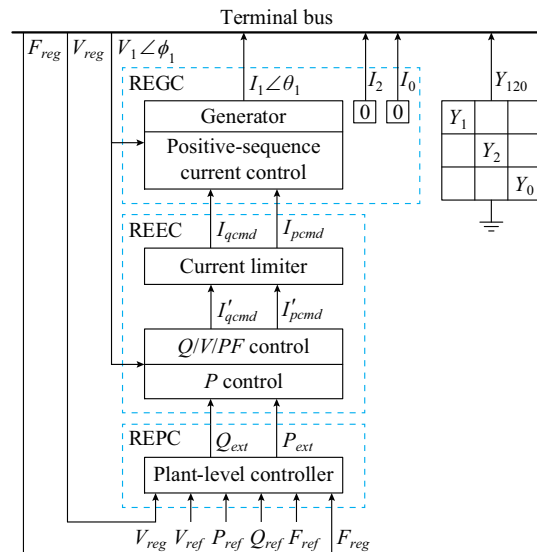 Terminal bus
F_reg V_reg V_1∠ϕ_1
I_1∠θ_1 I_2 I_0 Y_120
REGC
Generator 0 0
Positive-sequence
current control
Y_1
Y_2
Y_0
REEC
I_qcmd I_pcmd
Current limiter
I'_qcmd I'_pcmd
Q/V/PF control
P control
REPC
Q_ext P_ext
Plant-level controller
V_reg V_ref P_ref Q_ref F_ref F_reg